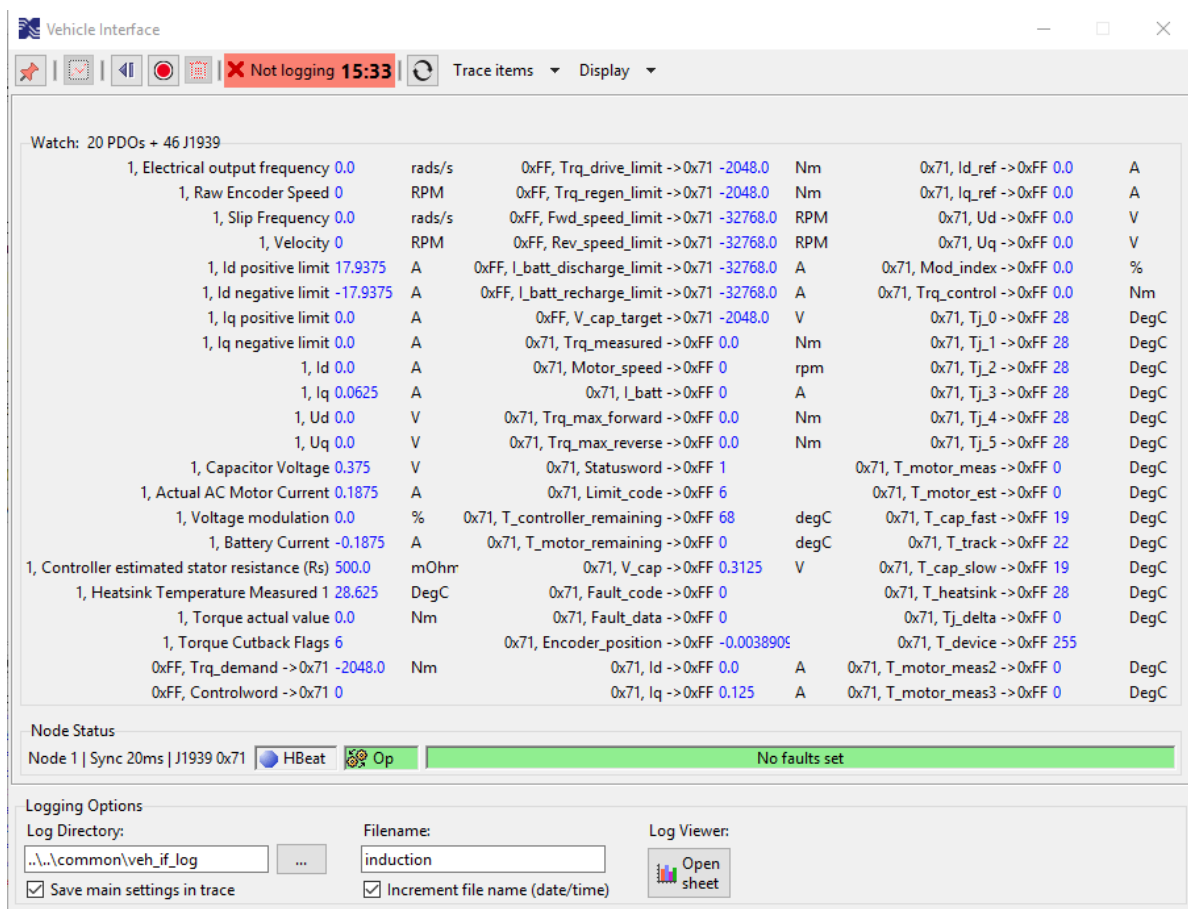 Vehicle Interface
Not logging 15:33 Trace items Display
Watch: 20 PDOs + 46 J1939
1, Electrical output frequency 0.0 rads/s 0xFF, Trq_drive_limit ->0x71 -2048.0 Nm 0x71, Id_ref ->0xFF 0.0 A
1, Raw Encoder Speed 0 RPM 0xFF, Trq_regen_limit ->0x71 -2048.0 Nm 0x71, Iq_ref ->0xFF 0.0 A
1, Slip Frequency 0.0 rads/s 0xFF, Fwd_speed_limit ->0x71 -32768.0 RPM 0x71, Ud ->0xFF 0.0 V
1, Velocity 0 RPM 0xFF, Rev_speed_limit ->0x71 -32768.0 RPM 0x71, Uq ->0xFF 0.0 V
1, Id positive limit 17.9375 A 0xFF, I_batt_discharge_limit ->0x71 -32768.0 A 0x71, Mod_index ->0xFF 0.0 %
1, Id negative limit -17.9375 A 0xFF, I_batt_recharge_limit ->0x71 -32768.0 A 0x71, Trq_control ->0xFF 0.0 Nm
1, Iq positive limit 0.0 A 0xFF, V_cap_target ->0x71 -2048.0 V 0x71, Tj_0 ->0xFF 28 DegC
1, Iq negative limit 0.0 A 0x71, Trq_measured ->0xFF 0.0 Nm 0x71, Tj_1 ->0xFF 28 DegC
1, Id 0.0 A 0x71, Motor_speed ->0xFF 0 rpm 0x71, Tj_2 ->0xFF 28 DegC
1, Iq 0.0625 A 0x71, I_batt ->0xFF 0 A 0x71, Tj_3 ->0xFF 28 DegC
1, Ud 0.0 V 0x71, Trq_max_forward ->0xFF 0.0 Nm 0x71, Tj_4 ->0xFF 28 DegC
1, Uq 0.0 V 0x71, Trq_max_reverse ->0xFF 0.0 Nm 0x71, Tj_5 ->0xFF 28 DegC
1, Capacitor Voltage 0.375 V 0x71, Statusword ->0xFF 1 0x71, T_motor_meas ->0xFF 0 DegC
1, Actual AC Motor Current 0.1875 A 0x71, Limit_code ->0xFF 6 0x71, T_motor_est ->0xFF 0 DegC
1, Voltage modulation 0.0 % 0x71, T_controller_remaining ->0xFF 68 degC 0x71, T_cap_fast ->0xFF 19 DegC
1, Battery Current -0.1875 A 0x71, T_motor_remaining ->0xFF 0 degC 0x71, T_track ->0xFF 22 DegC
1, Controller estimated stator resistance (Rs) 500.0 mOhm 0x71, V_cap ->0xFF 0.3125 V 0x71, T_cap_slow ->0xFF 19 DegC
1, Heatsink Temperature Measured 1 28.625 DegC 0x71, Fault_code ->0xFF 0 0x71, T_heatsink ->0xFF 28 DegC
1, Torque actual value 0.0 Nm 0x71, Fault_data ->0xFF 0 0x71, Tj_delta ->0xFF 0 DegC
1, Torque Cutback Flags 6 0x71, Encoder_position ->0xFF -0.0038909 0x71, T_device ->0xFF 255
0xFF, Trq_demand ->0x71 -2048.0 Nm 0x71, Id ->0xFF 0.0 A 0x71, T_motor_meas2 ->0xFF 0 DegC
0xFF, Controlword ->0x71 0 0x71, Iq ->0xFF 0.125 A 0x71, T_motor_meas3 ->0xFF 0 DegC
Node Status
Node 1 | Sync 20ms | J1939 0x71 HBeat Op No faults set
Logging Options
Log Directory: Filename: Log Viewer:
..\..\common\veh_if_log ... induction Open sheet
Save main settings in trace Increment file name (date/time)